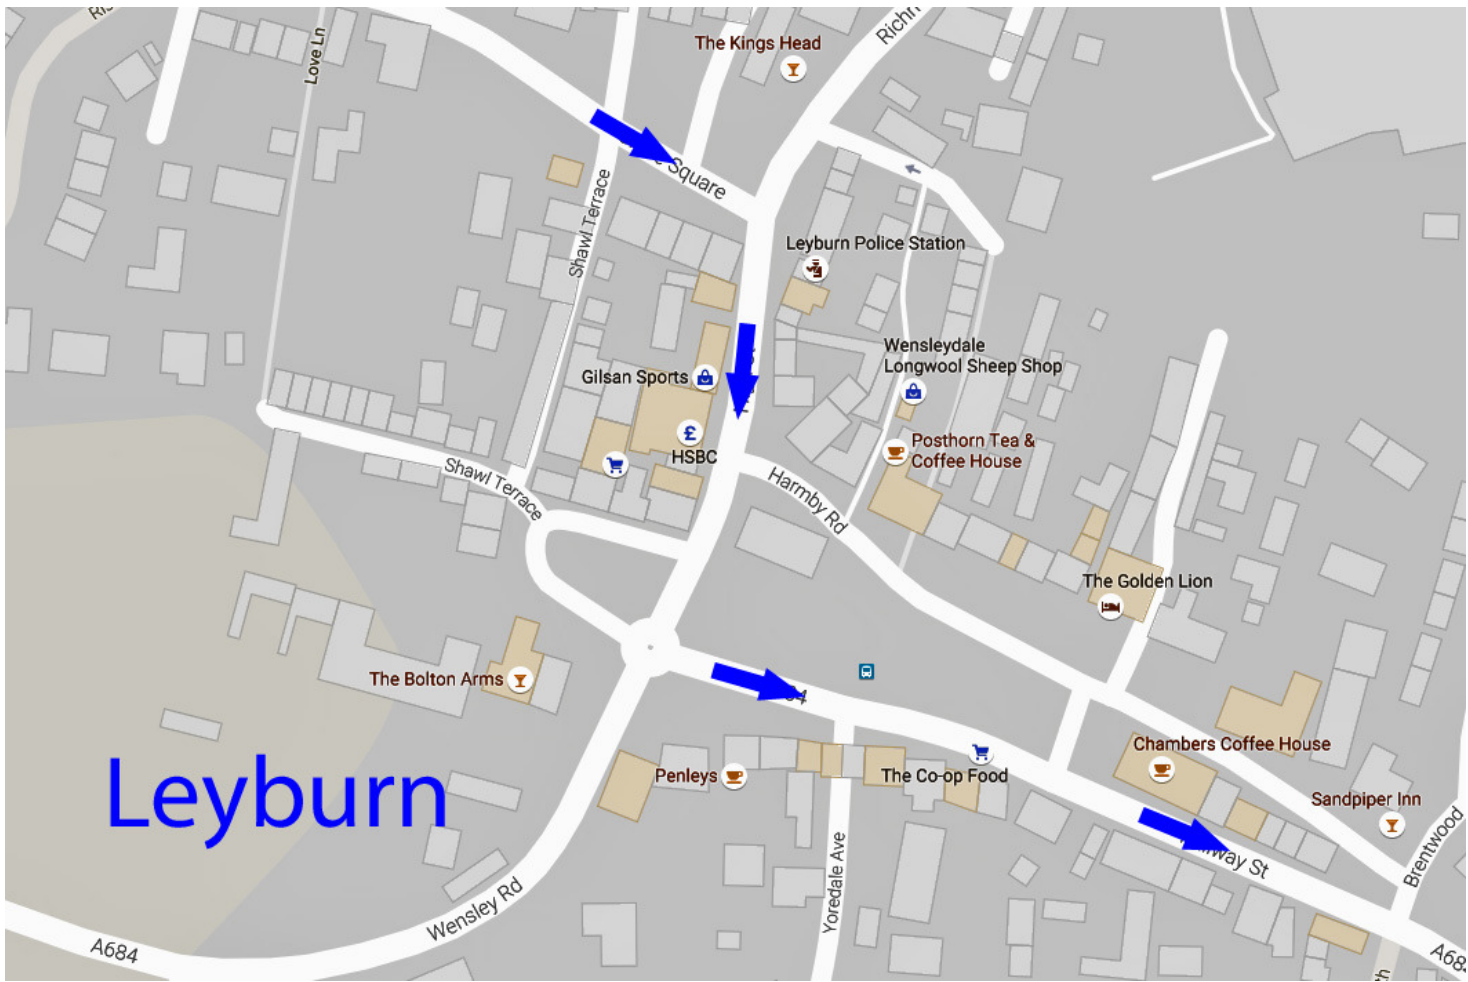 Love Ln
The Kings Head
Square
Shawl Terrace
Leyburn Police Station
Wensleydale
Longwool Sheep Shop
Gilsan Sports
HSBC
Posthorn Tea &
Coffee House
Shawl Terrace
Harmby Rd
The Golden Lion
The Bolton Arms
Chambers Coffee House
Penleys
The Co-op Food
Sandpiper Inn
Leyburn
Brentwood
Yoredale Ave
Wensley Rd
A684